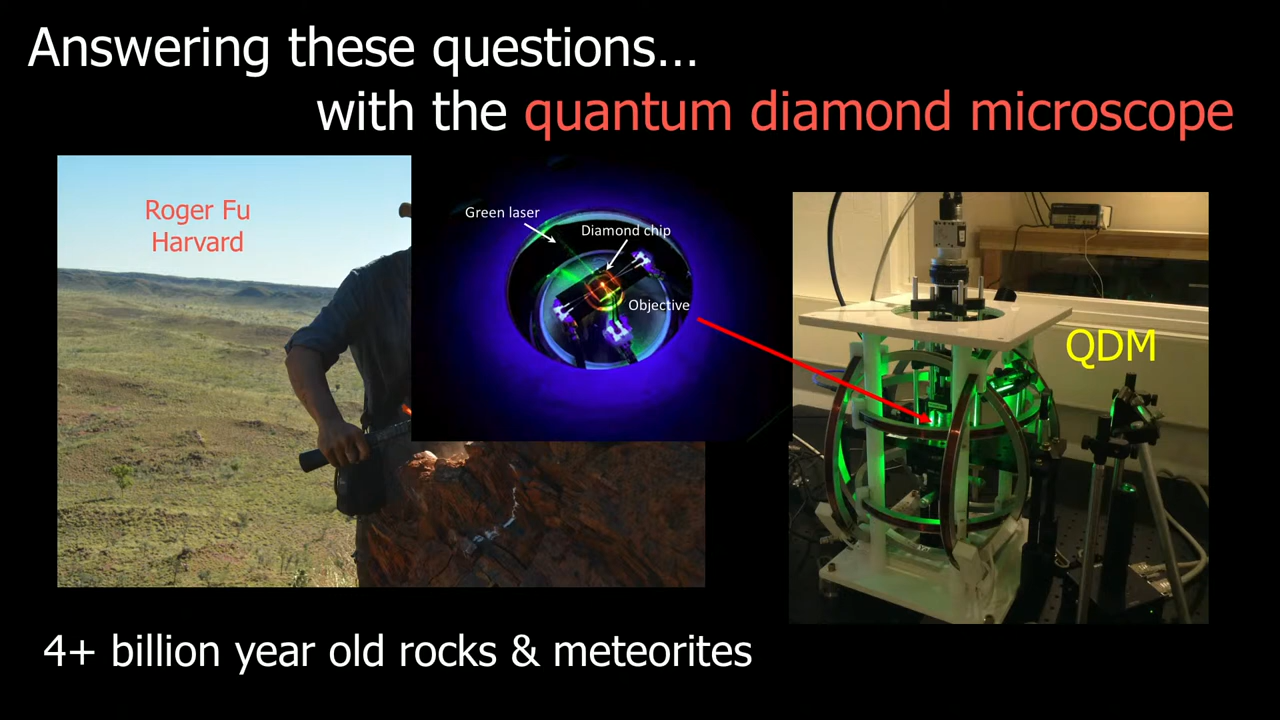 Answering these questions...
with the quantum diamond microscope
Roger Fu
Harvard
Green laser
Diamond chip
Objective
QDM
4+ billion year old rocks & meteorites